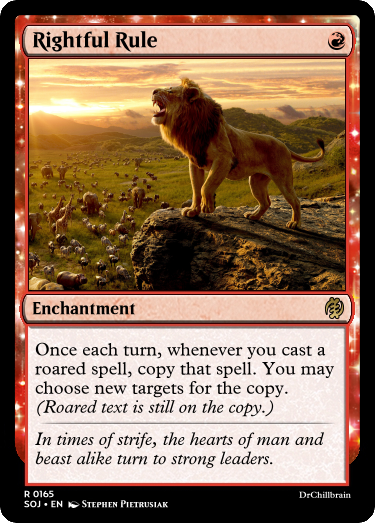 Rightful Rule
Enchantment
Once each turn, whenever you cast a
roared spell, copy that spell. You may
choose new targets for the copy.
(Roared text is still on the copy.)
In times of strife, the hearts of man and
beast alike turn to strong leaders.
R 0165
DrChillbrain
SOJ • EN Stephen Pietrusiak